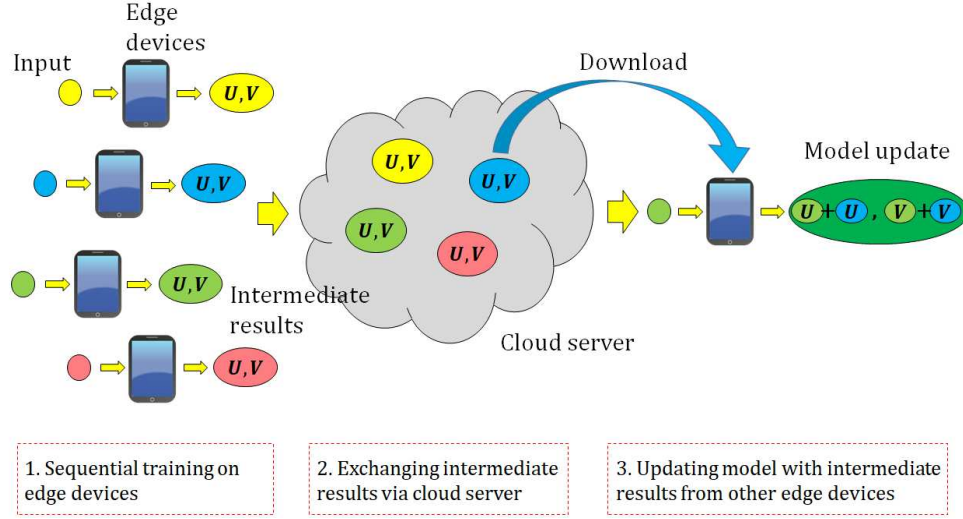 Edge
devices
Input
U,V
U,V
U,V
U,V
Intermediate
results
U,V
U,V
U,V
U,V
Cloud server
Download
Model update
U+U, V+V
1. Sequential training on
edge devices
2. Exchanging intermediate
results via cloud server
3. Updating model with intermediate
results from other edge devices